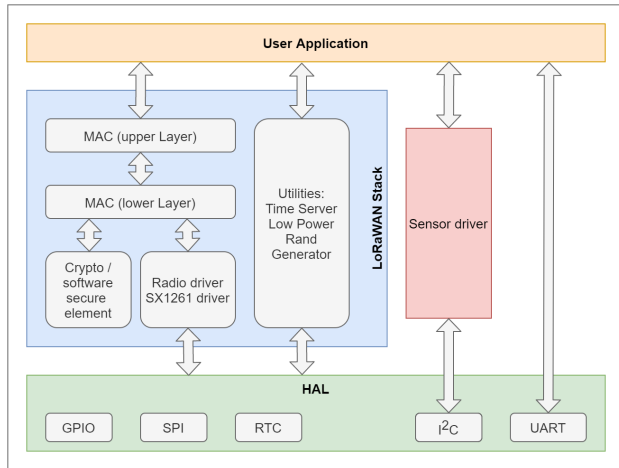 User Application
MAC (upper Layer)
MAC (lower Layer)
Crypto /
software
secure
element
Radio driver
SX1261 driver
Utilities:
Time Server
Low Power
Rand
Generator
LoRaWAN Stack
Sensor driver
HAL
GPIO
SPI
RTC
I²C
UART